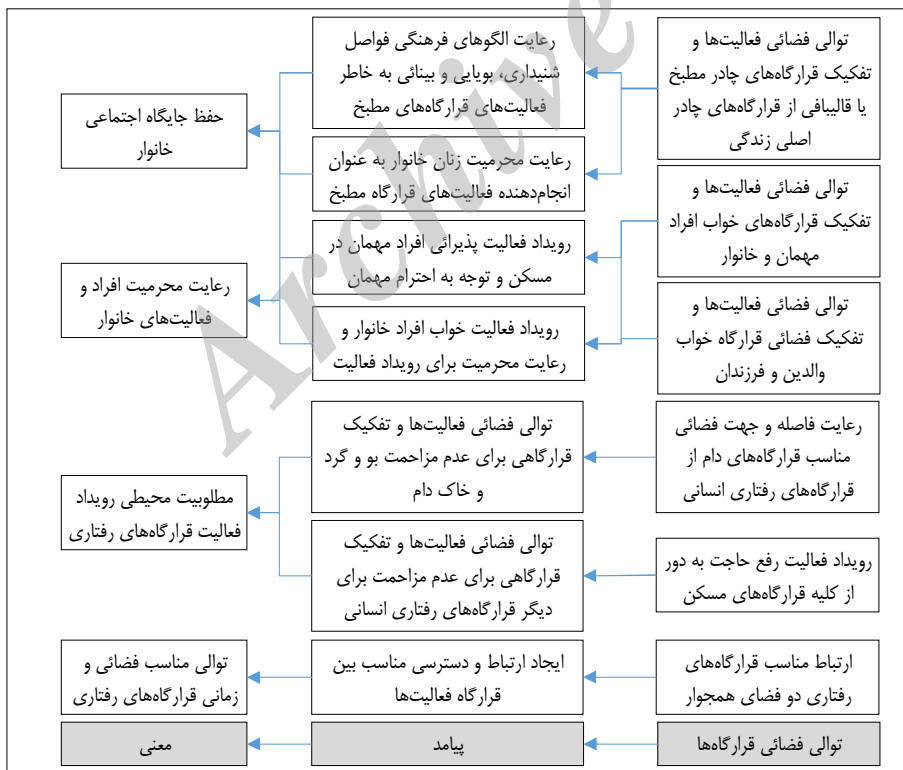 توالی فضائی فعالیت‌ها و
تفکیک قرارگاه‌های چادر مطبخ
یا قالیبافی از قرارگاه‌های چادر
اصلی زندگی
توالی فضائی فعالیت‌ها و
تفکیک قرارگاه‌های خواب افراد
مهمان و خانوار
توالی فضائی فعالیت‌ها و
تفکیک فضائی قرارگاه خواب
والدین و فرزندان
رعایت فاصله و جهت فضائی
مناسب قرارگاه‌های دام از
قرارگاه‌های رفتاری انسانی
رویداد فعالیت رفع حاجت به دور
از کلیه قرارگاه‌های مسکن
ارتباط مناسب قرارگاه‌های
رفتاری دو فضای همجوار
توالی فضائی قرارگاه‌ها
رعایت الگوهای فرهنگی فواصل
شنیداری، بویایی و بینائی به خاطر
فعالیت‌های قرارگاه‌های مطبخ
رعایت محرمیت زنان خانوار به عنوان
انجام‌دهنده فعالیت‌های قرارگاه مطبخ
رویداد فعالیت پذیرائی افراد مهمان در
مسکن و توجه به احترام مهمان
رویداد فعالیت خواب افراد خانوار و
رعایت محرمیت برای رویداد فعالیت
توالی فضائی فعالیت‌ها و تفکیک
قرارگاهی برای عدم مزاحمت بو و گرد
و خاک دام
توالی فضائی فعالیت‌ها و تفکیک
قرارگاهی برای عدم مزاحمت برای
دیگر قرارگاه‌های رفتاری انسانی
ایجاد ارتباط و دسترسی مناسب بین
قرارگاه فعالیت‌ها
پیامد
حفظ جایگاه اجتماعی
خانوار
رعایت محرمیت افراد و
فعالیت‌های خانوار
مطلوبیت محیطی رویداد
فعالیت قرارگاه‌های رفتاری
توالی مناسب فضائی و
زمانی قرارگاه‌های رفتاری
معنی
Archive